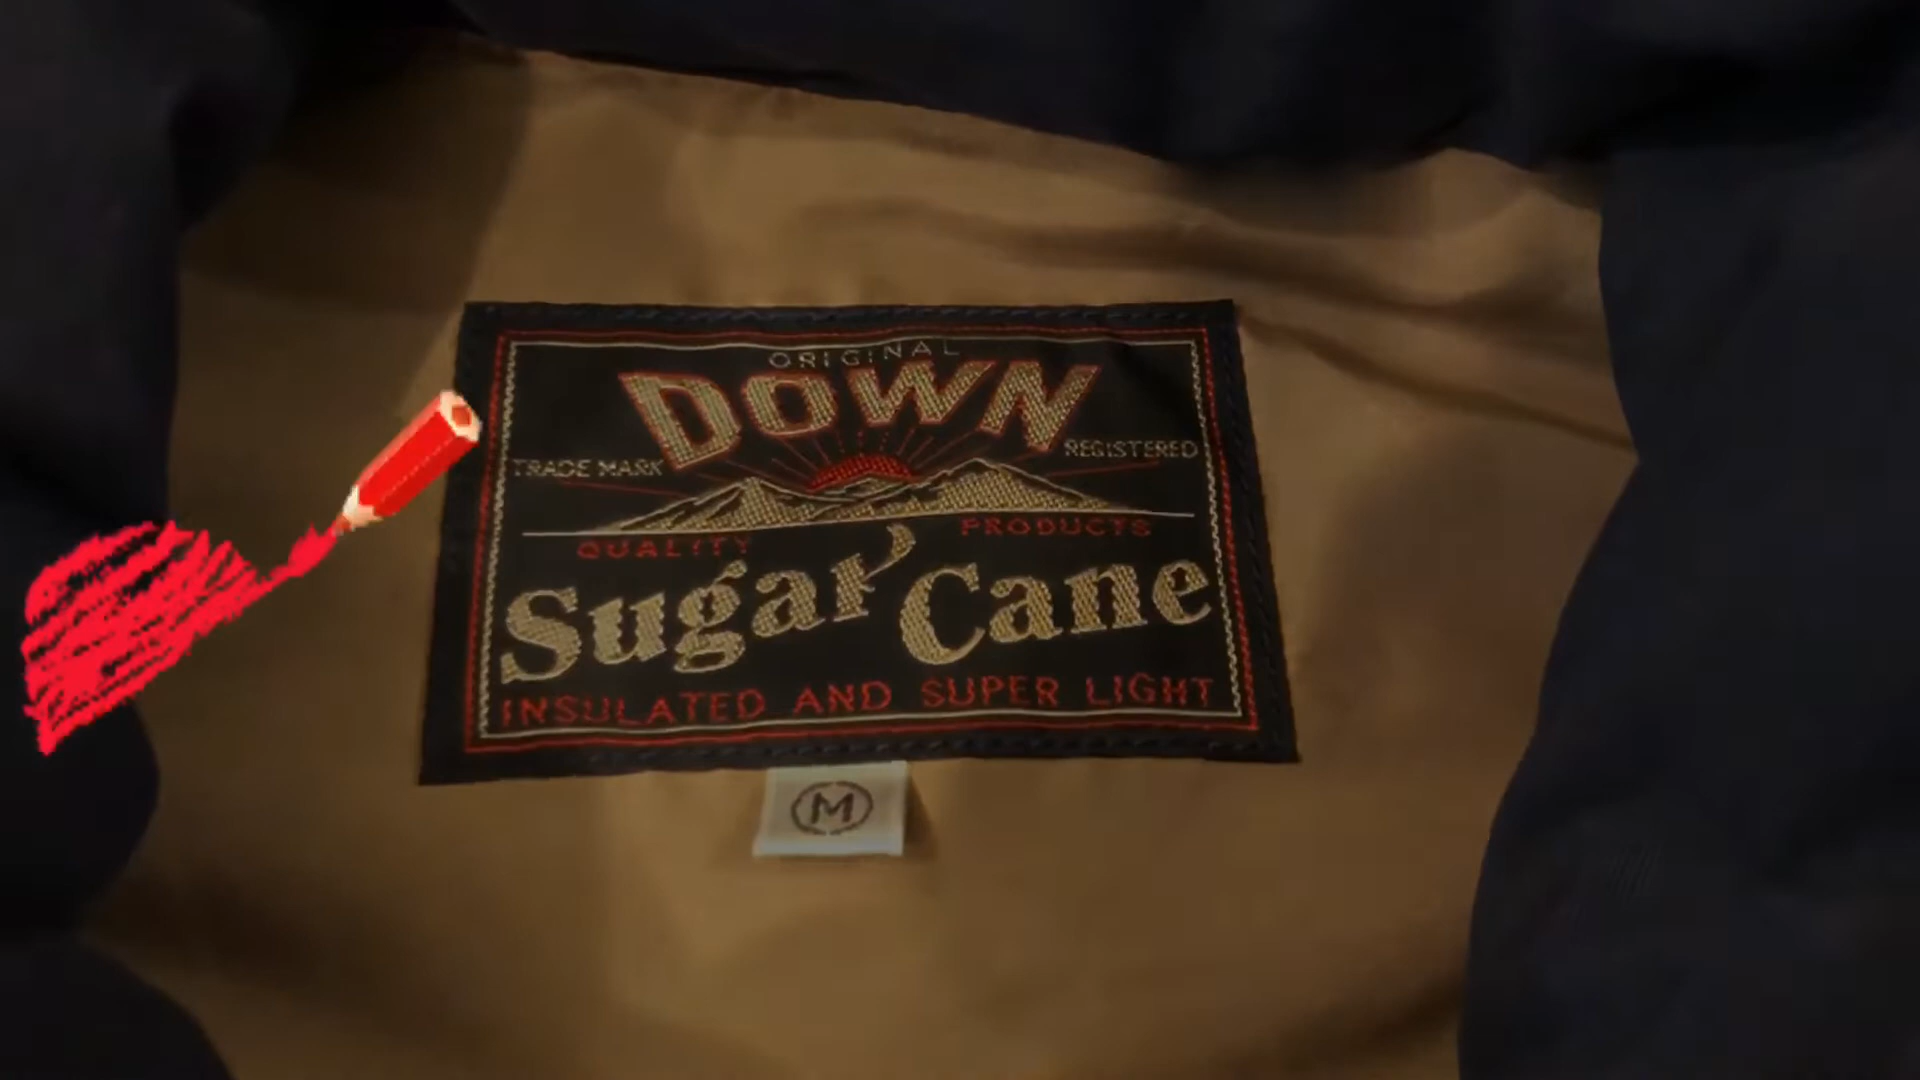 ORIGINAL
DOWN
TRADE MARK REGISTERED
QUALITY PRODUCTS
Sugar Cane
INSULATED AND SUPER LIGHT
M